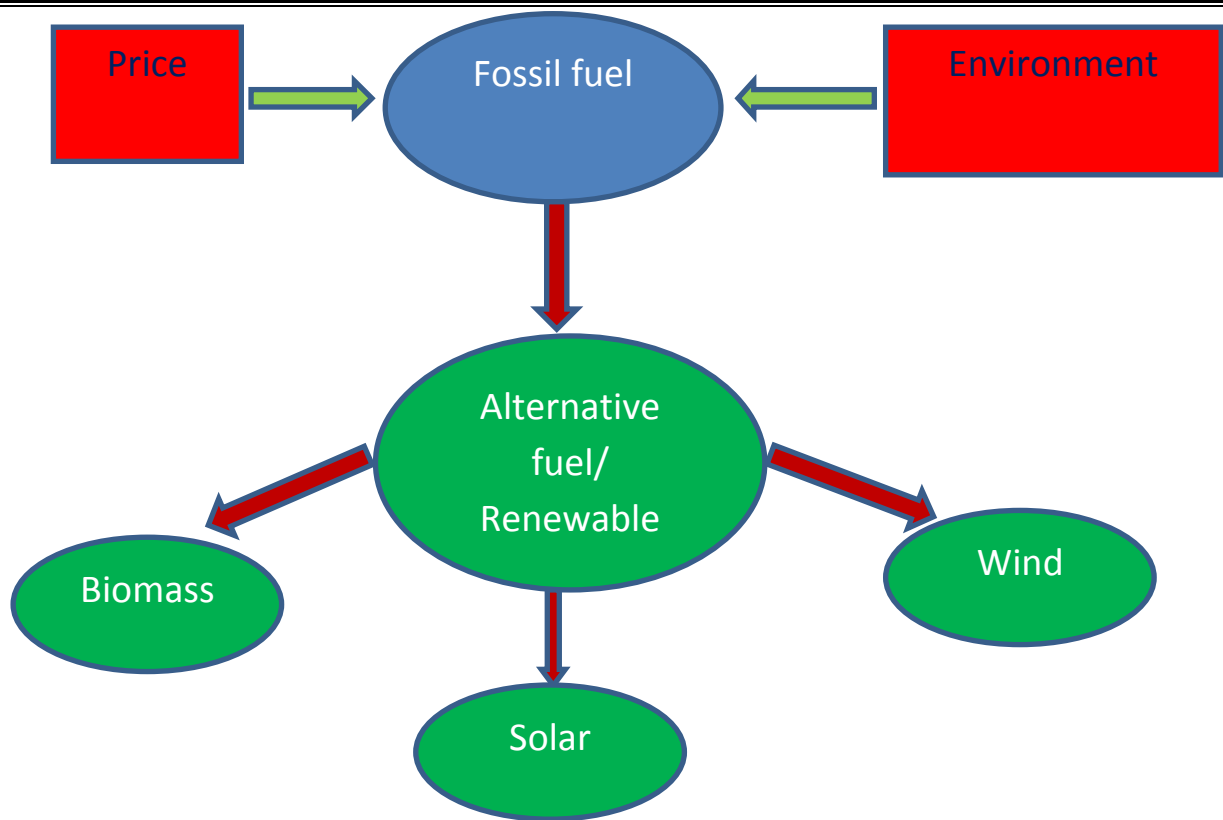 Price
Fossil fuel
Environment
Alternative
fuel/
Renewable
Biomass
Wind
Solar